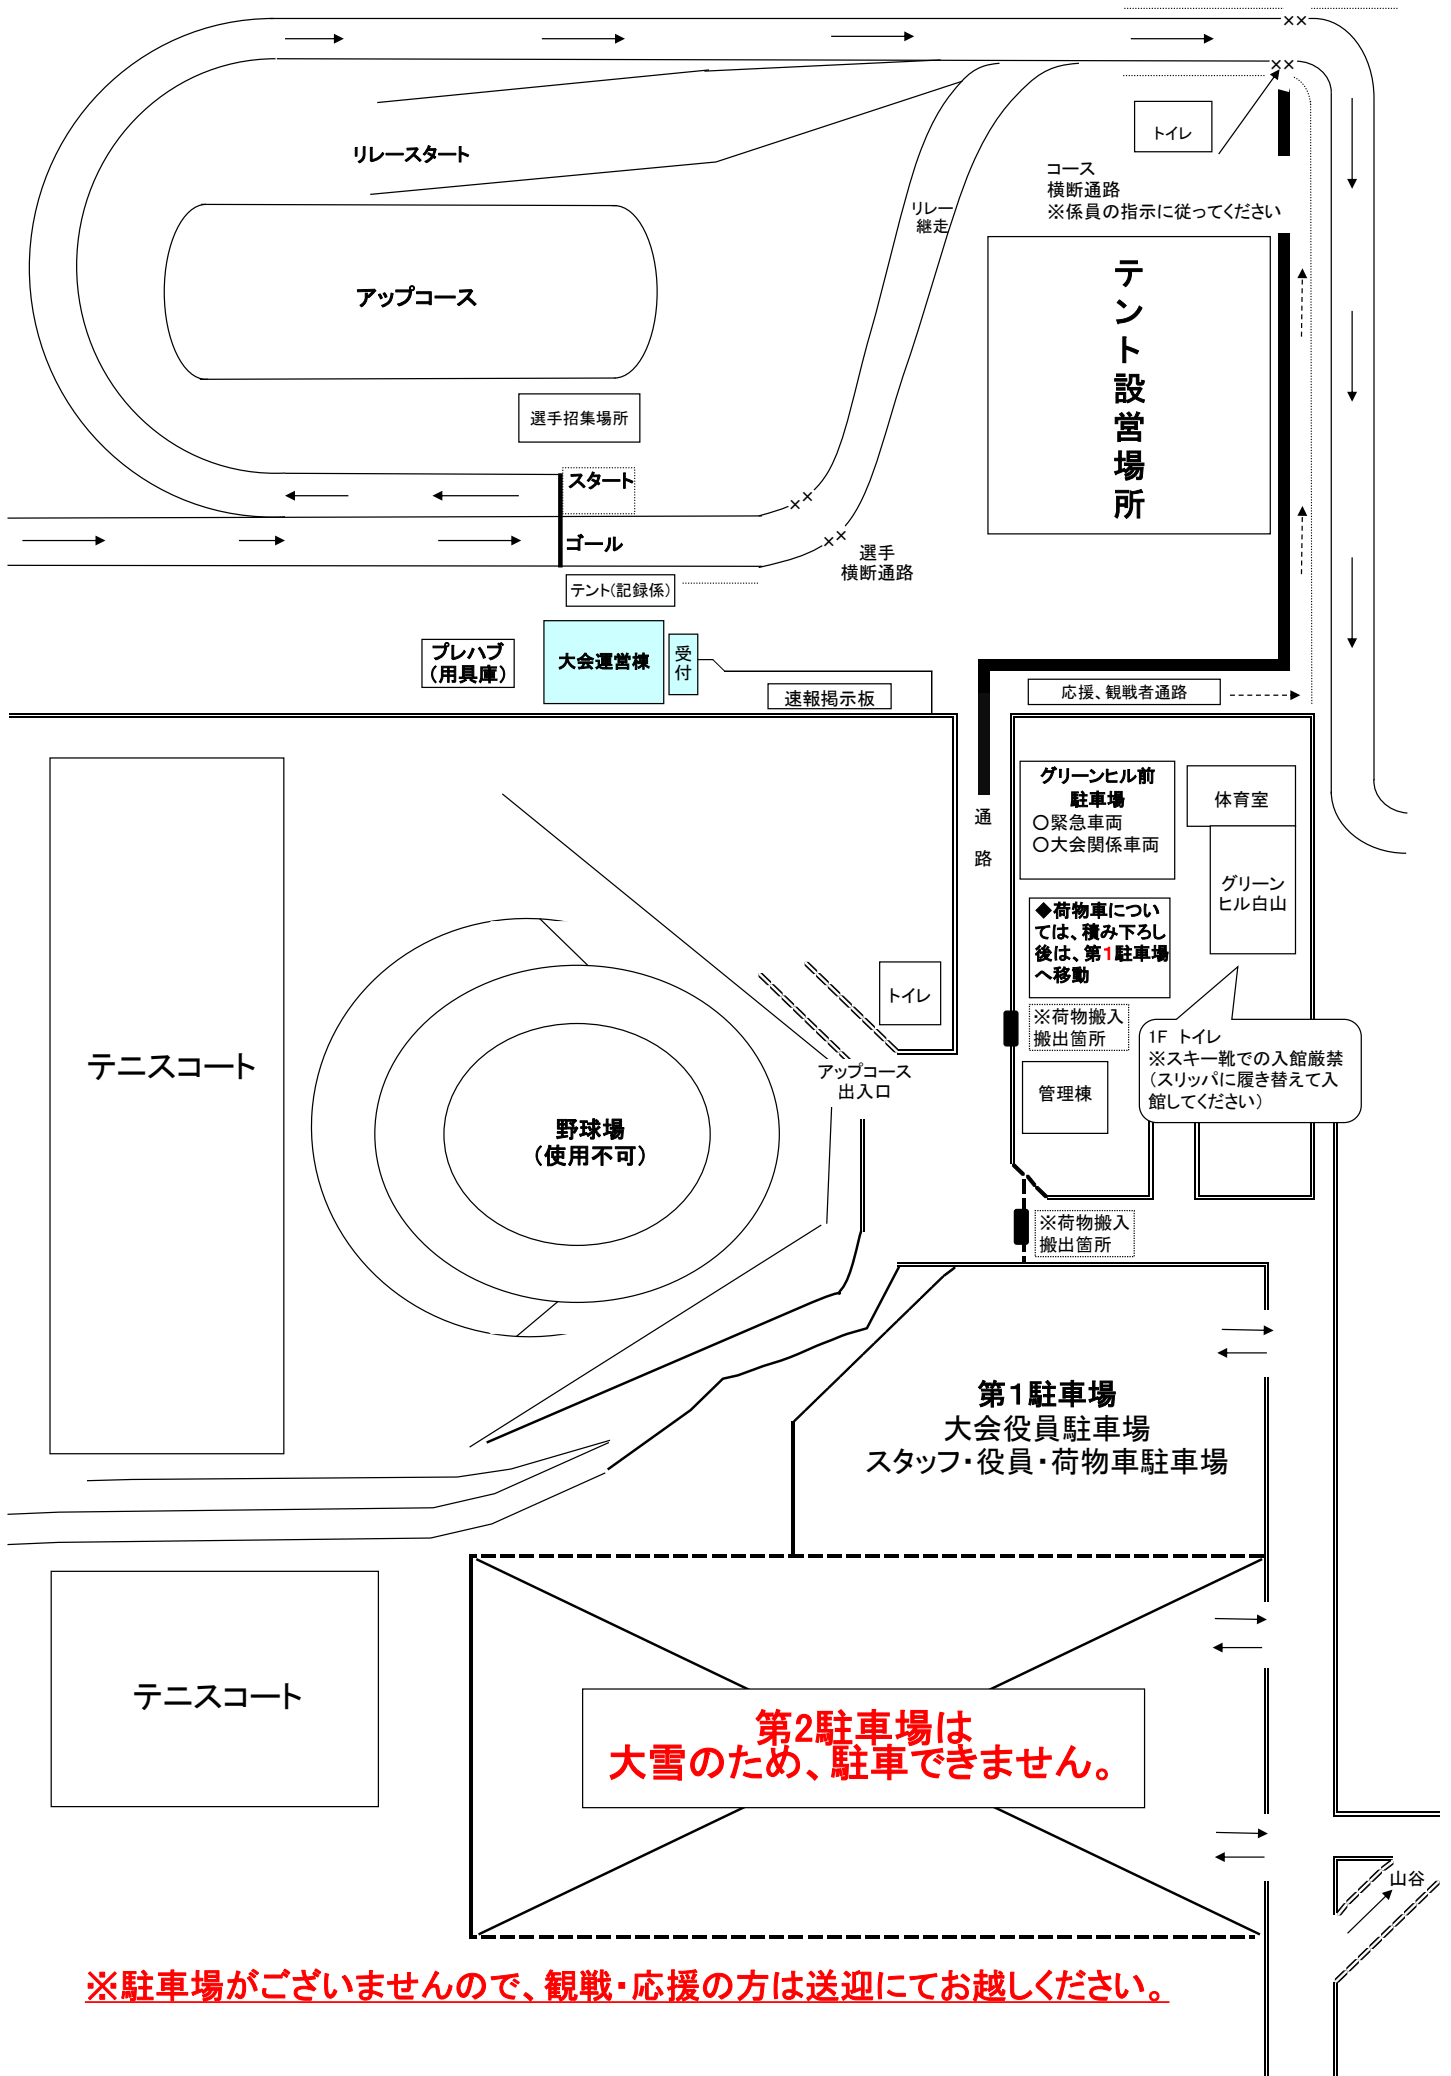 ××
××
トイレ
リレースタート
コース
横断通路
※係員の指示に従ってください
リレー
継走
テント設営場所
アップコース
選手招集場所
スタート
××
ゴール
××
選手
横断通路
テント(記録係)
プレハブ
(用具庫)
大会運営棟
受付
速報掲示板
応援、観戦者通路
グリーンヒル前
駐車場
○緊急車両
○大会関係車両
体育室
通路
グリーン
ヒル白山
◆荷物車につい
ては、積み下ろし
後は、第1駐車場
へ移動
トイレ
※荷物搬入
搬出箇所
1F トイレ
※スキー靴での入館厳禁
(スリッパに履き替えて入
館してください)
テニスコート
アップコース
出入口
管理棟
野球場
(使用不可)
※荷物搬入
搬出箇所
第1駐車場
大会役員駐車場
スタッフ・役員・荷物車駐車場
テニスコート
第2駐車場は
大雪のため、駐車できません。
山谷
※駐車場がございませんので、観戦・応援の方は送迎にてお越しください。